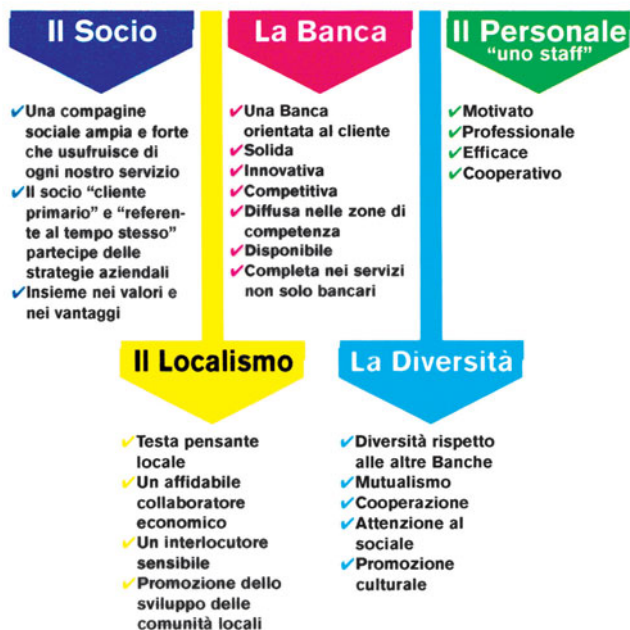 Il Socio
Una compagine
sociale ampia e forte
che usufruisce di
ogni nostro servizio
Il socio “cliente
primario” e “referen-
te al tempo stesso”
partecipe delle
strategie aziendali
Insieme nei valori e
nei vantaggi
La Banca
Una Banca
orientata al cliente
Solida
Innovativa
Competitiva
Diffusa nelle zone di
competenza
Disponibile
Completa nei servizi
non solo bancari
Il Personale
“uno staff”
Motivato
Professionale
Efficace
Cooperativo
Il Localismo
Testa pensante
locale
Un affidabile
collaboratore
economico
Un interlocutore
sensibile
Promozione dello
sviluppo delle
comunità locali
La Diversità
Diversità rispetto
alle altre Banche
Mutualismo
Cooperazione
Attenzione al
sociale
Promozione
culturale